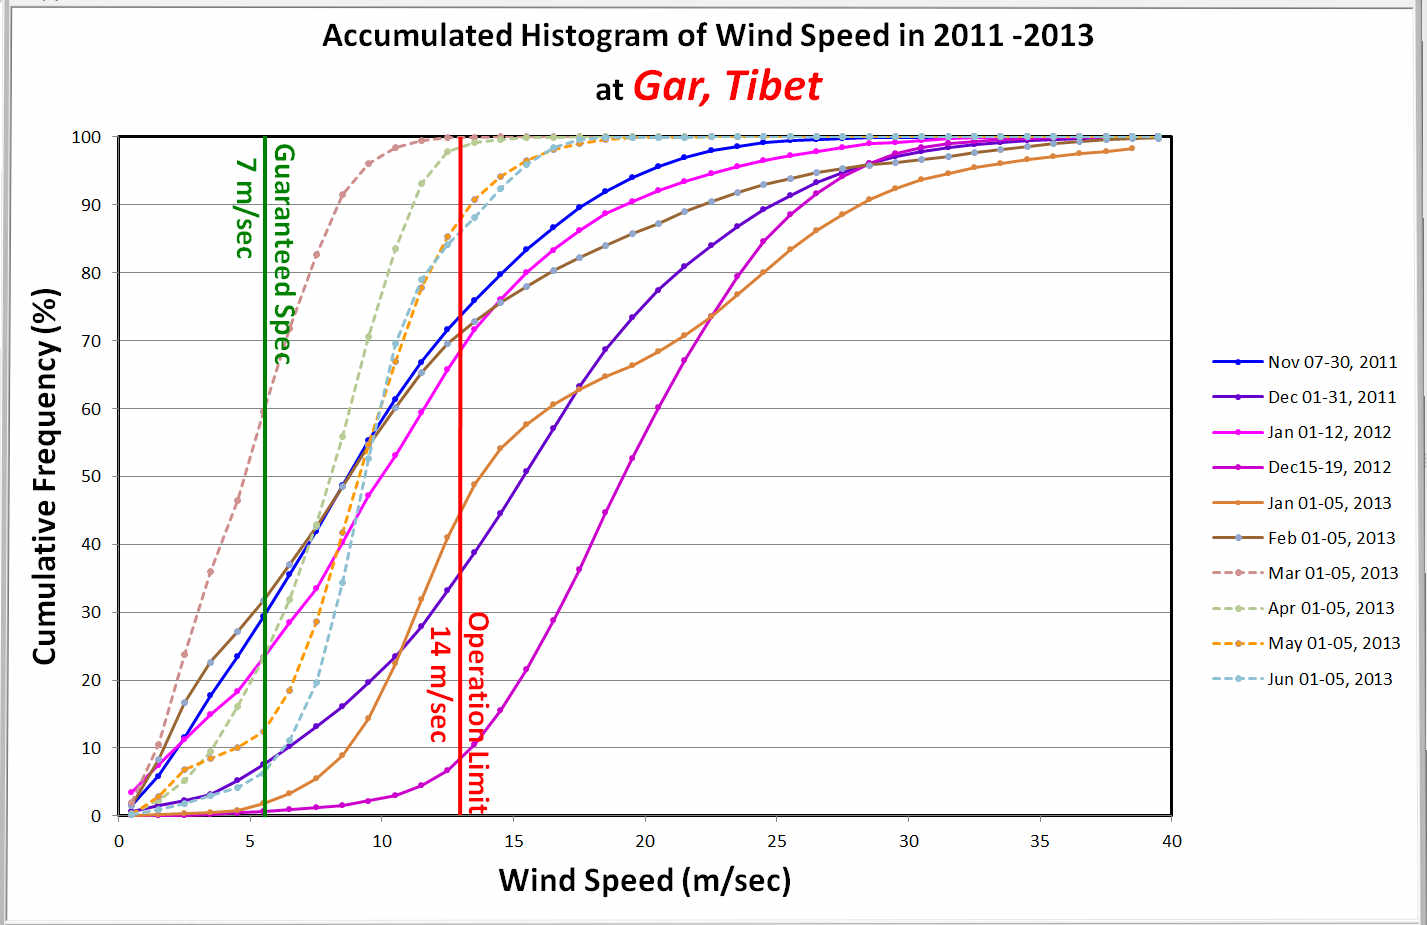 Accumulated Histogram of Wind Speed in 2011 -2013
at Gar, Tibet
Cumulative Frequency (%)
100
90
80
70
60
50
40
30
20
10
0
Guaranteed Spec
7 m/sec
Operation Limit
14 m/sec
0 5 10 15 20 25 30 35 40
Wind Speed (m/sec)
Nov 07-30, 2011
Dec 01-31, 2011
Jan 01-12, 2012
Dec15-19, 2012
Jan 01-05, 2013
Feb 01-05, 2013
Mar 01-05, 2013
Apr 01-05, 2013
May 01-05, 2013
Jun 01-05, 2013